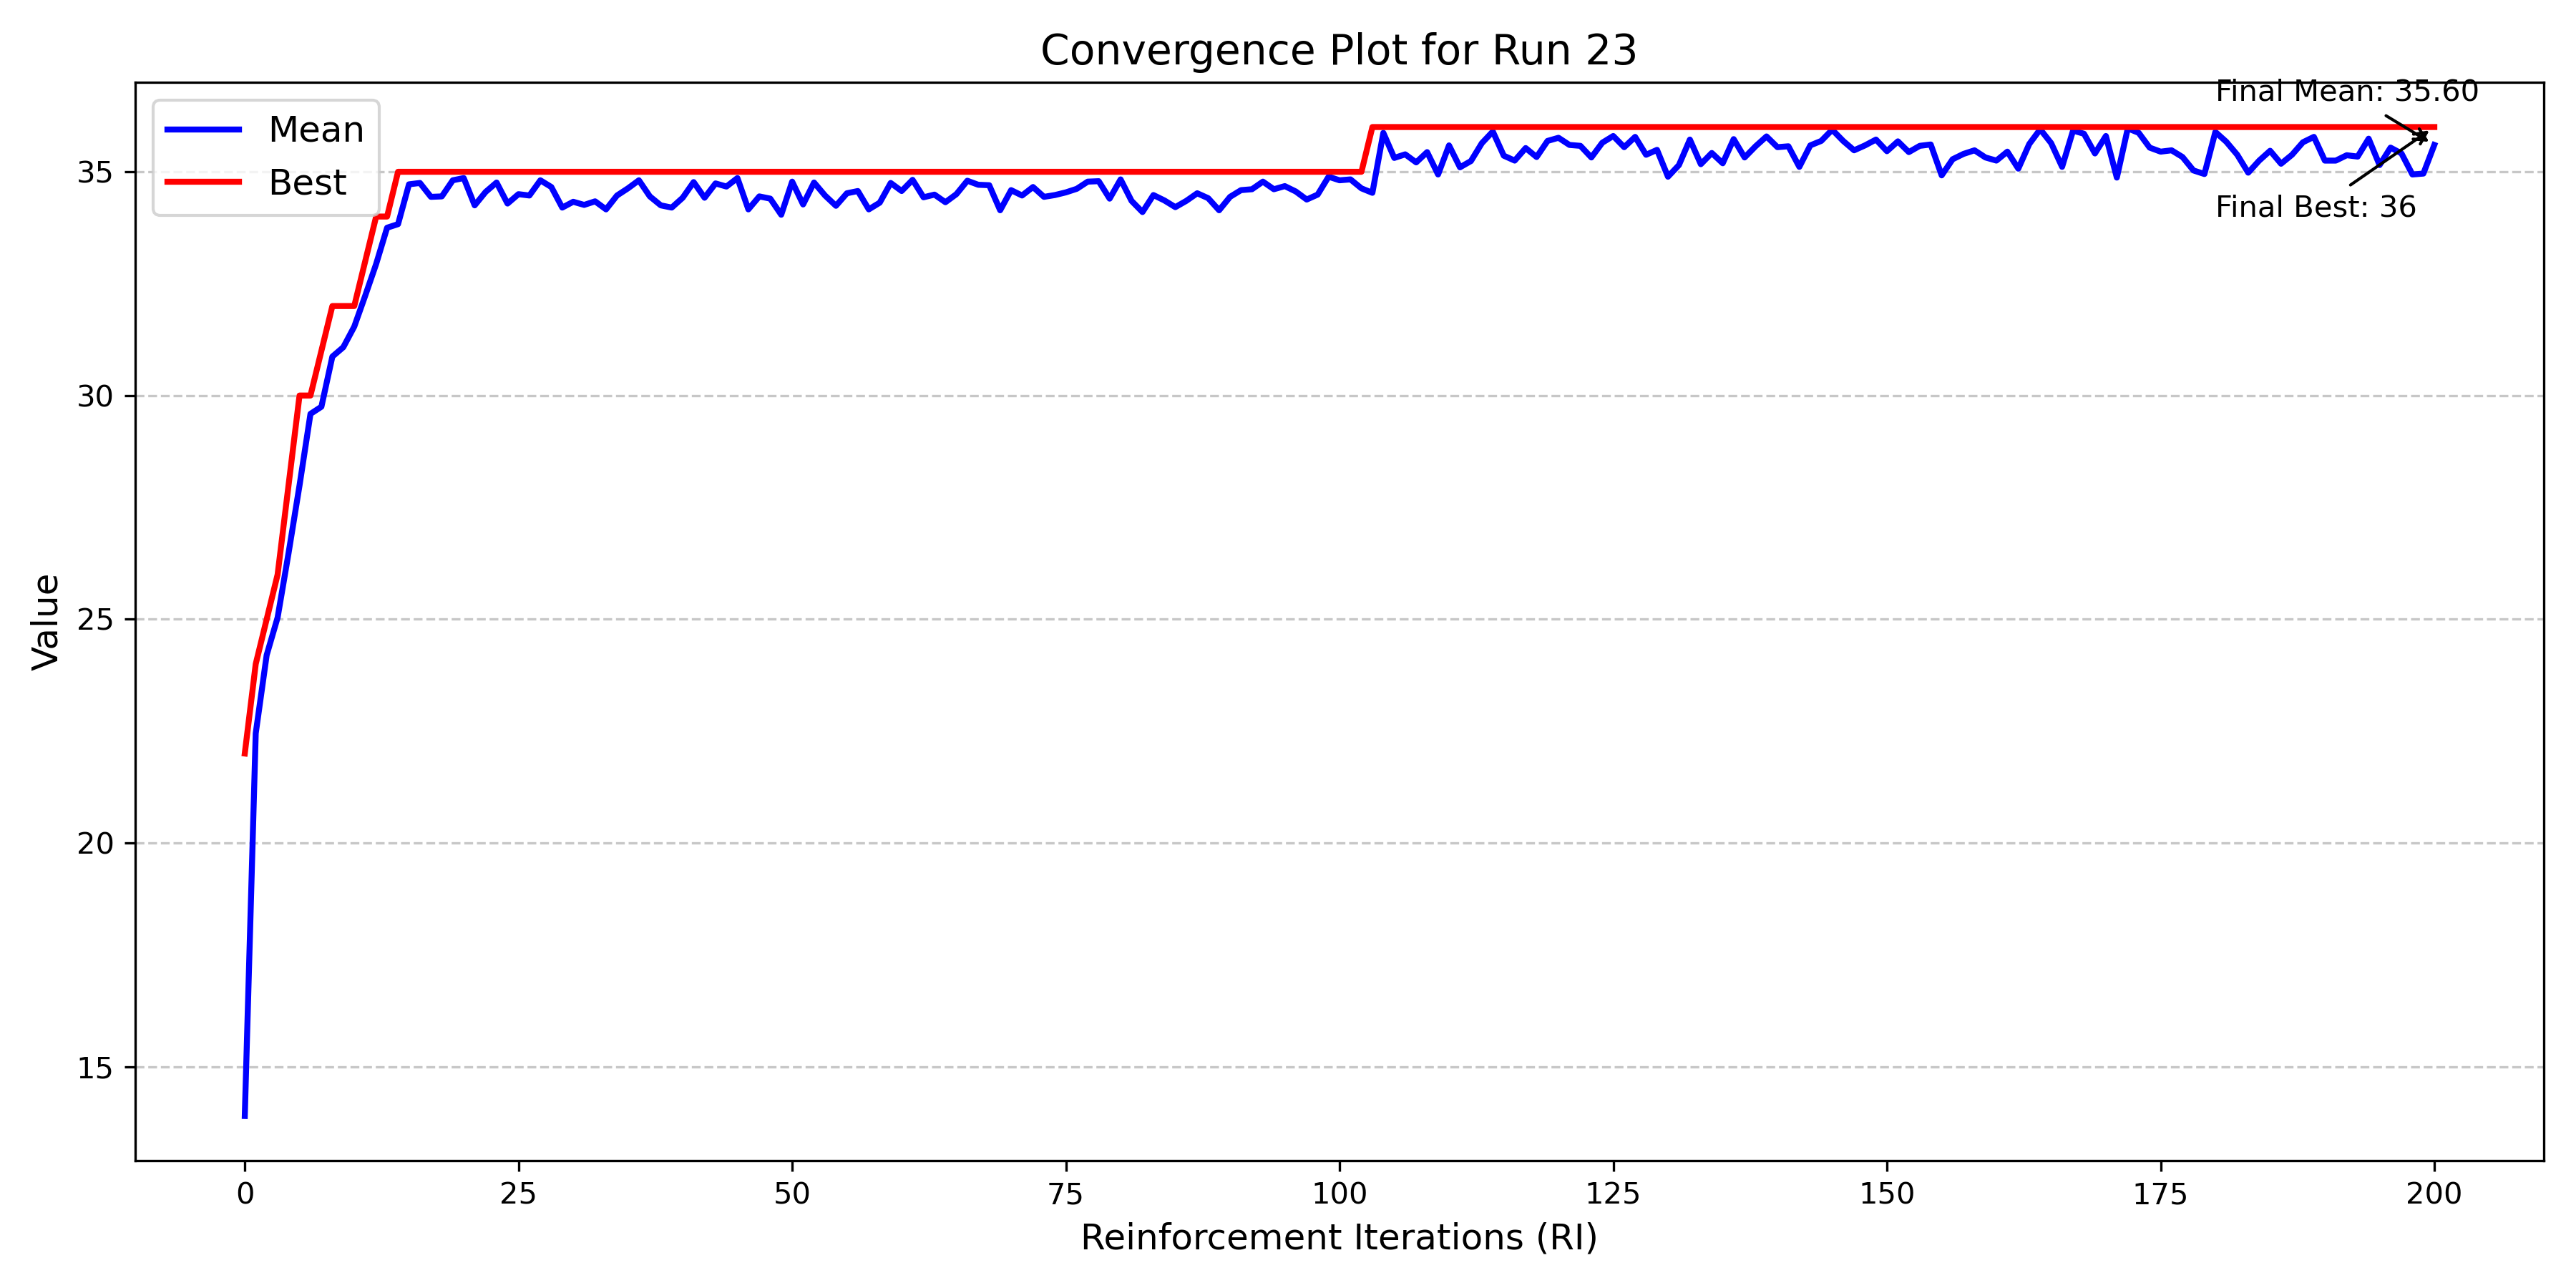 Convergence Plot for Run 23
Final Mean: 35.60
Mean
Best
Final Best: 36
35
30
25
20
15
Value
0 25 50 75 100 125 150 175 200
Reinforcement Iterations (RI)